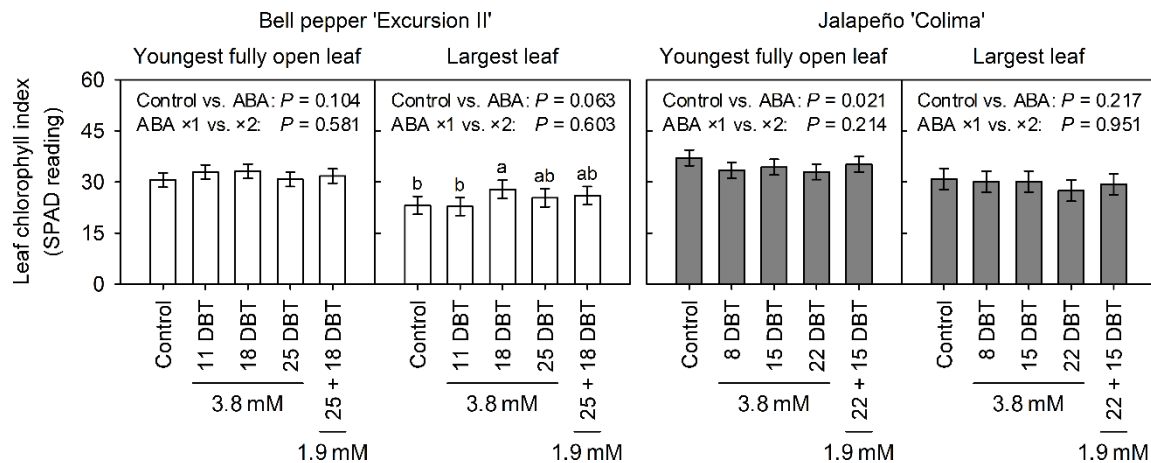 Bell pepper 'Excursion II'
Jalapeño 'Colima'
Youngest fully open leaf
Largest leaf
Youngest fully open leaf
Largest leaf
Leaf chlorophyll index
(SPAD reading)
60
45
30
15
0
Control vs. ABA: P = 0.104
ABA ×1 vs. ×2: P = 0.581
Control vs. ABA: P = 0.063
ABA ×1 vs. ×2: P = 0.603
b
b
a
ab
ab
Control vs. ABA: P = 0.021
ABA ×1 vs. ×2: P = 0.214
Control vs. ABA: P = 0.217
ABA ×1 vs. ×2: P = 0.951
Control
11 DBT
18 DBT
25 DBT
25 + 18 DBT
3.8 mM
1.9 mM
Control
11 DBT
18 DBT
25 DBT
25 + 18 DBT
3.8 mM
1.9 mM
Control
8 DBT
15 DBT
22 DBT
22 + 15 DBT
3.8 mM
1.9 mM
Control
8 DBT
15 DBT
22 DBT
22 + 15 DBT
3.8 mM
1.9 mM